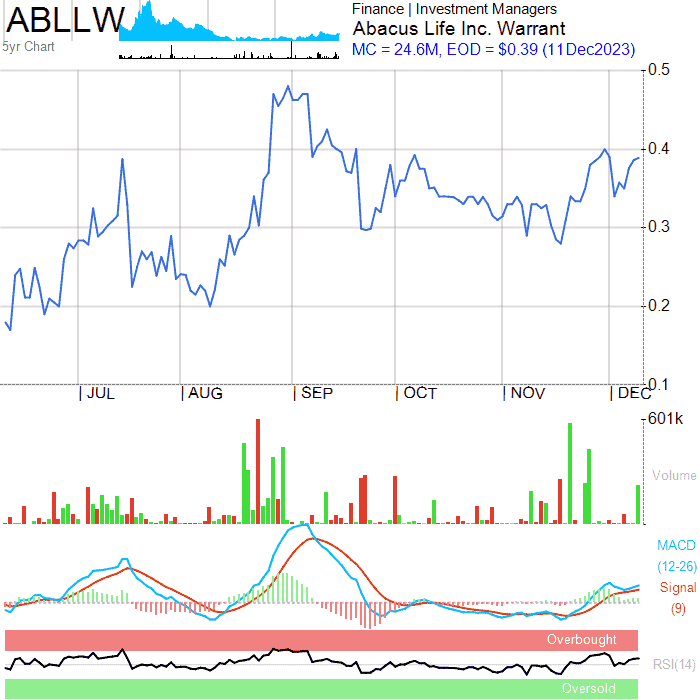 ABLLW
5yr Chart
Finance | Investment Managers
Abacus Life Inc. Warrant
MC = 24.6M, EOD = $0.39 (11Dec2023)
0.5
0.4
0.3
0.2
0.1
| JUL | AUG | SEP | OCT | NOV | DEC
601k
Volume
MACD
(12-26)
Signal
(9)
Overbought
RSI(14)
Oversold